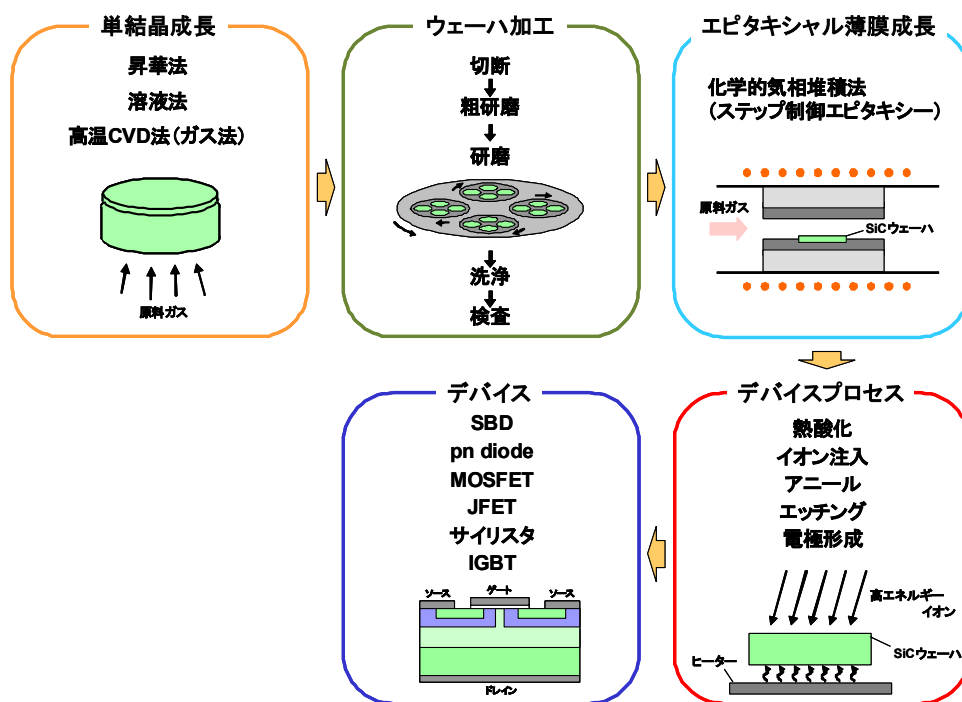 単結晶成長
昇華法
溶液法
高温CVD法(ガス法)
原料ガス
ウェーハ加工
切断
粗研磨
研磨
洗浄
検査
エピタキシャル薄膜成長
化学的気相堆積法
(ステップ制御エピタキシー)
原料ガス
SiCウェーハ
デバイスプロセス
熱酸化
イオン注入
アニール
エッチング
電極形成
高エネルギー
イオン
SiCウェーハ
ヒーター
デバイス
SBD
pn diode
MOSFET
JFET
サイリスタ
IGBT
ソース
ゲート
ソース
ドレイン